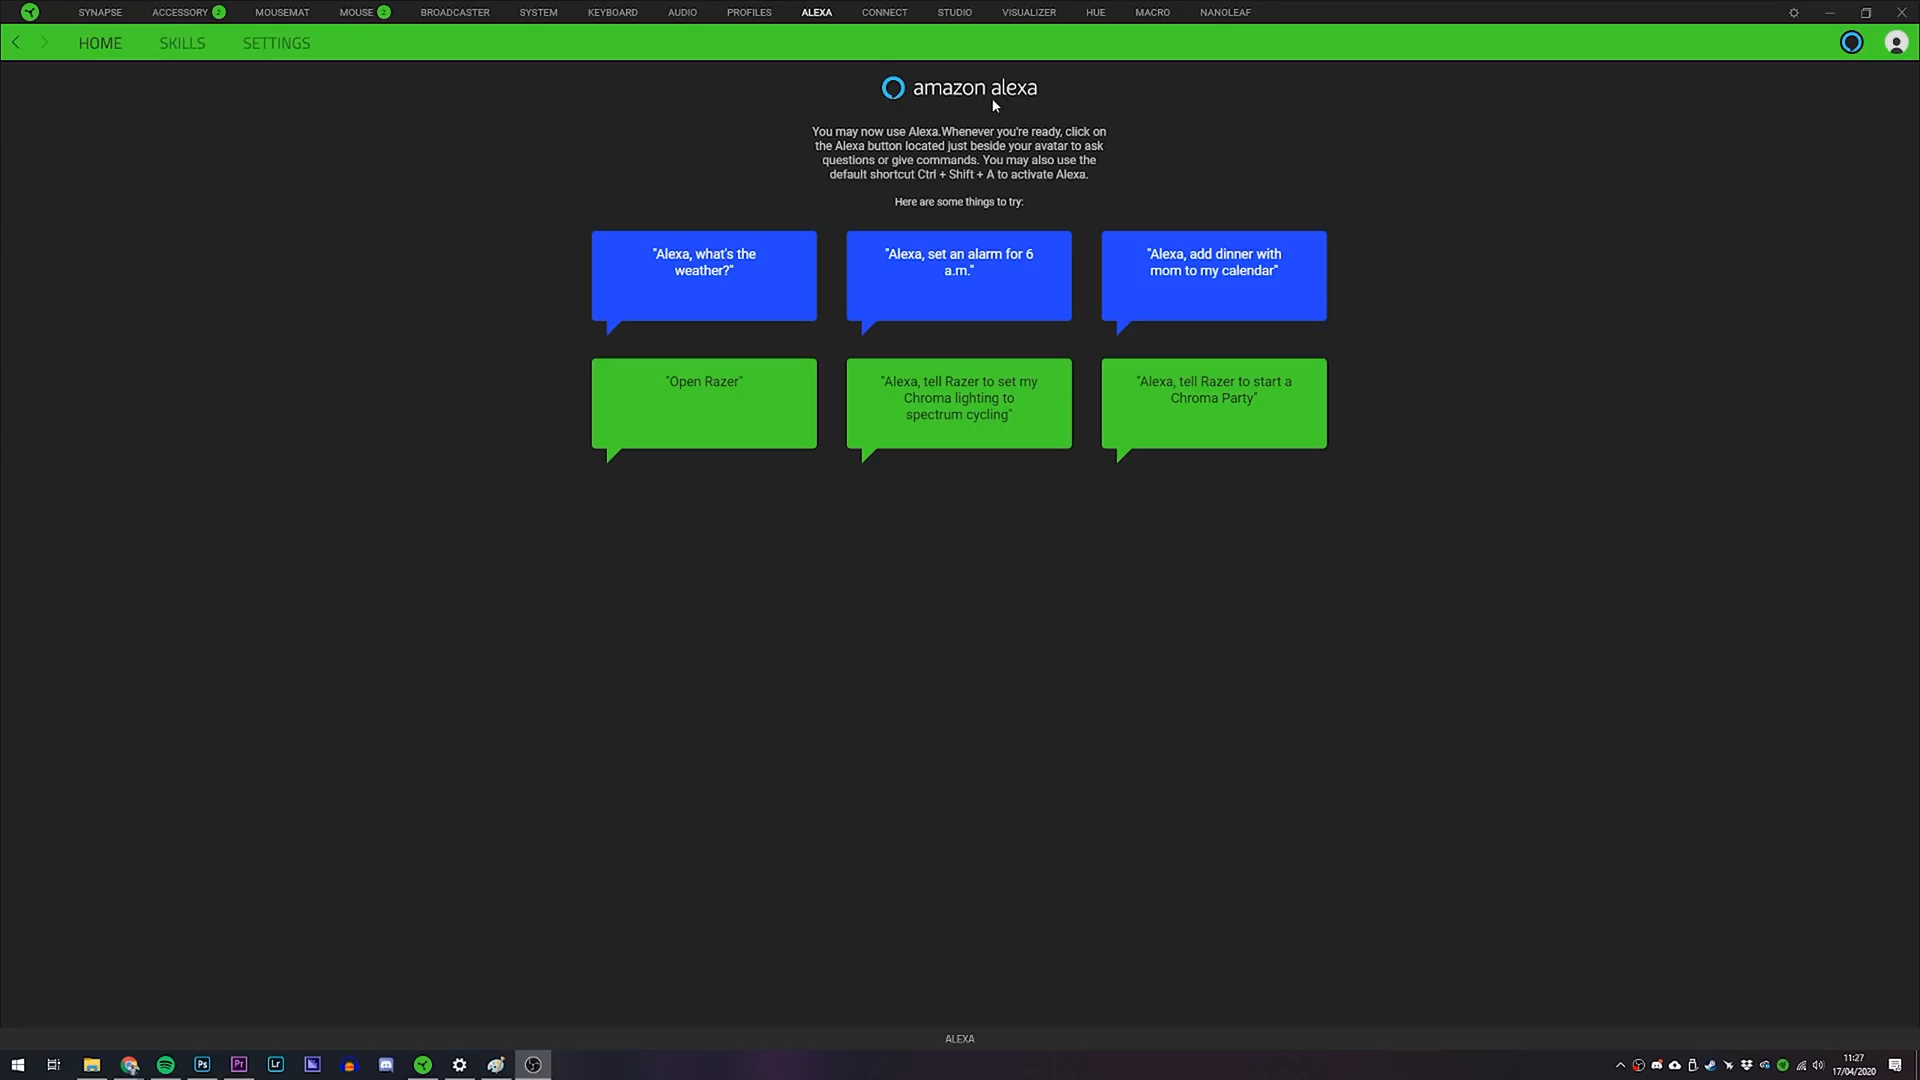 SYNAPSE ACCESSORY 2 MOUSEMAT MOUSE 2 BROADCASTER SYSTEM KEYBOARD AUDIO PROFILES ALEXA CONNECT STUDIO VISUALIZER HUE MACRO NANOLEAF
HOME SKILLS SETTINGS
amazon alexa
You may now use Alexa.Whenever you're ready, click on
the Alexa button located just beside your avatar to ask
questions or give commands. You may also use the
default shortcut Ctrl + Shift + A to activate Alexa.
Here are some things to try:
"Alexa, what's the
weather?"
"Alexa, set an alarm for 6
a.m."
"Alexa, add dinner with
mom to my calendar"
"Open Razer"
"Alexa, tell Razer to set my
Chroma lighting to
spectrum cycling"
"Alexa, tell Razer to start a
Chroma Party"
ALEXA
Ps Pr Lr
11:27
17/04/2020